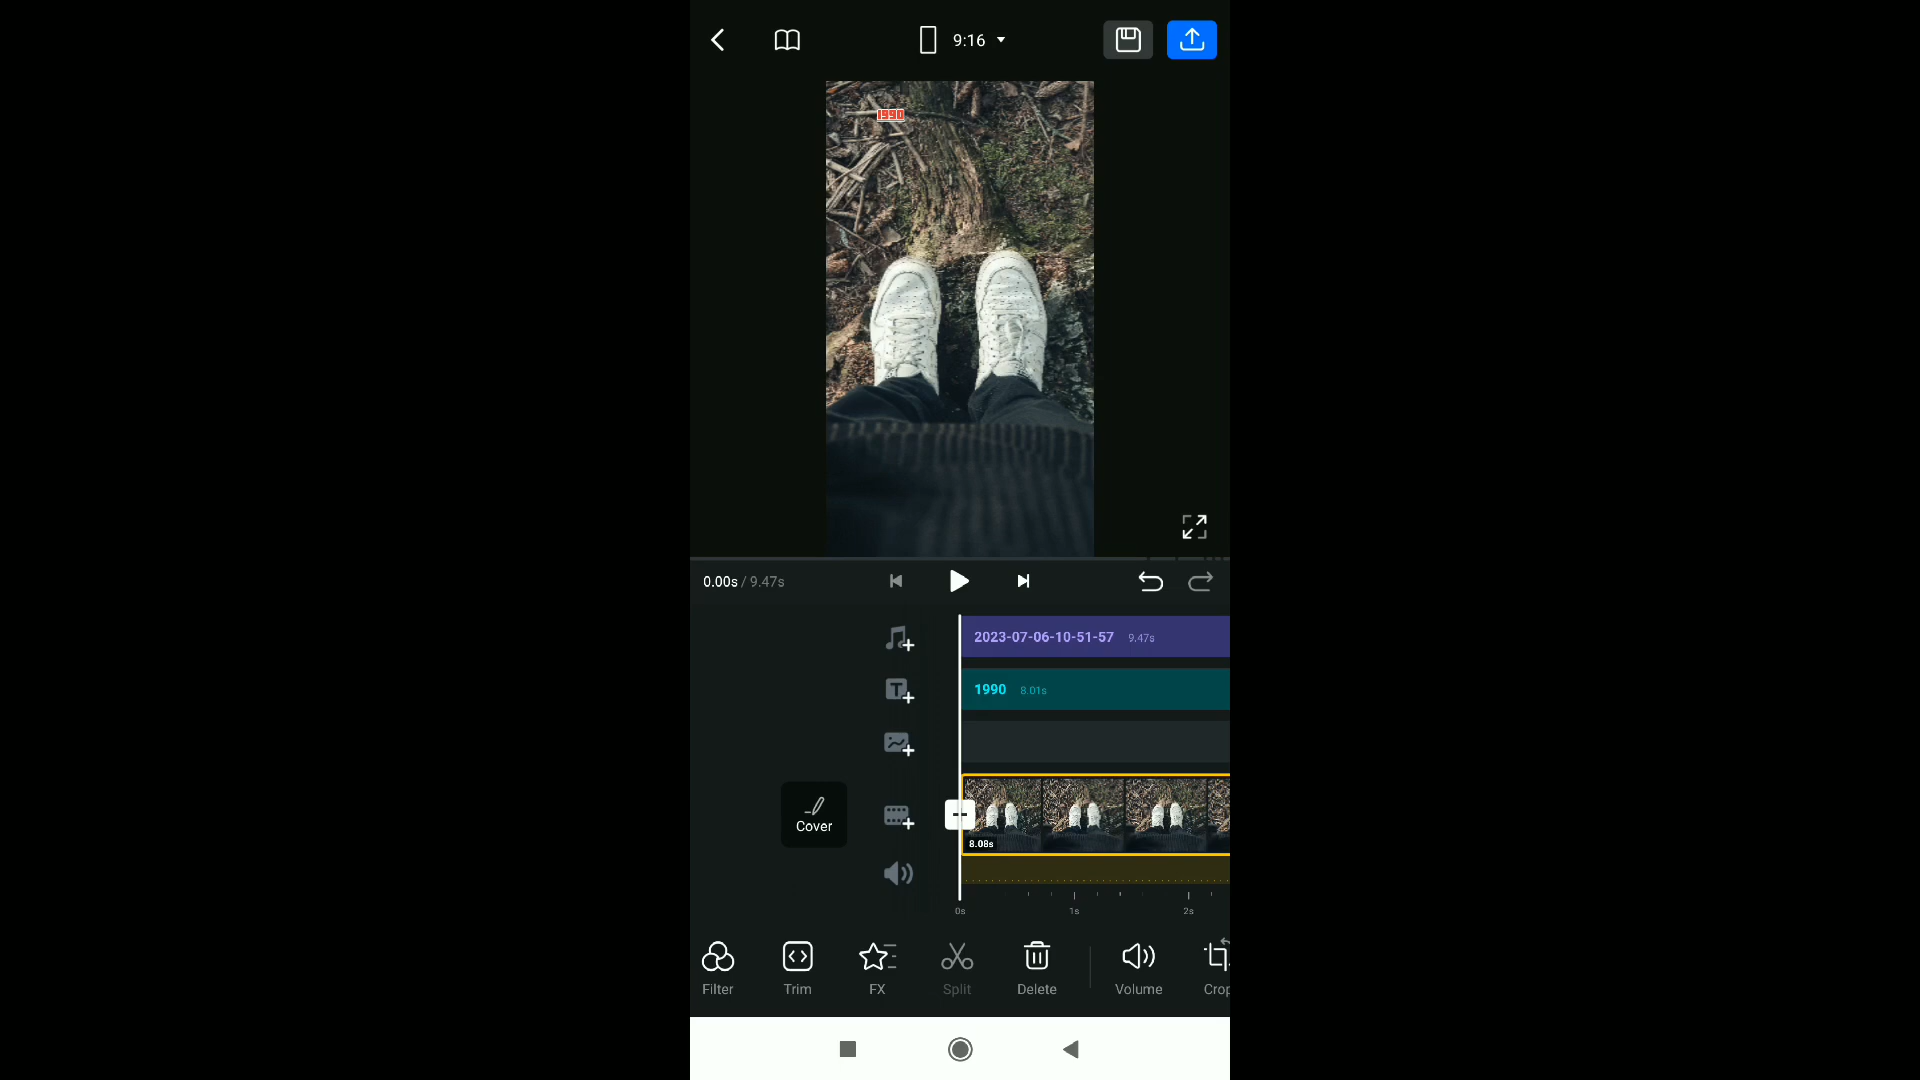 9:16
1990
0.00s / 9.47s
2023-07-06-10-51-57 9.47s
1990 8.01s
Cover
8.08s
0s 1s 2s
Filter Trim FX Split Delete Volume Crop